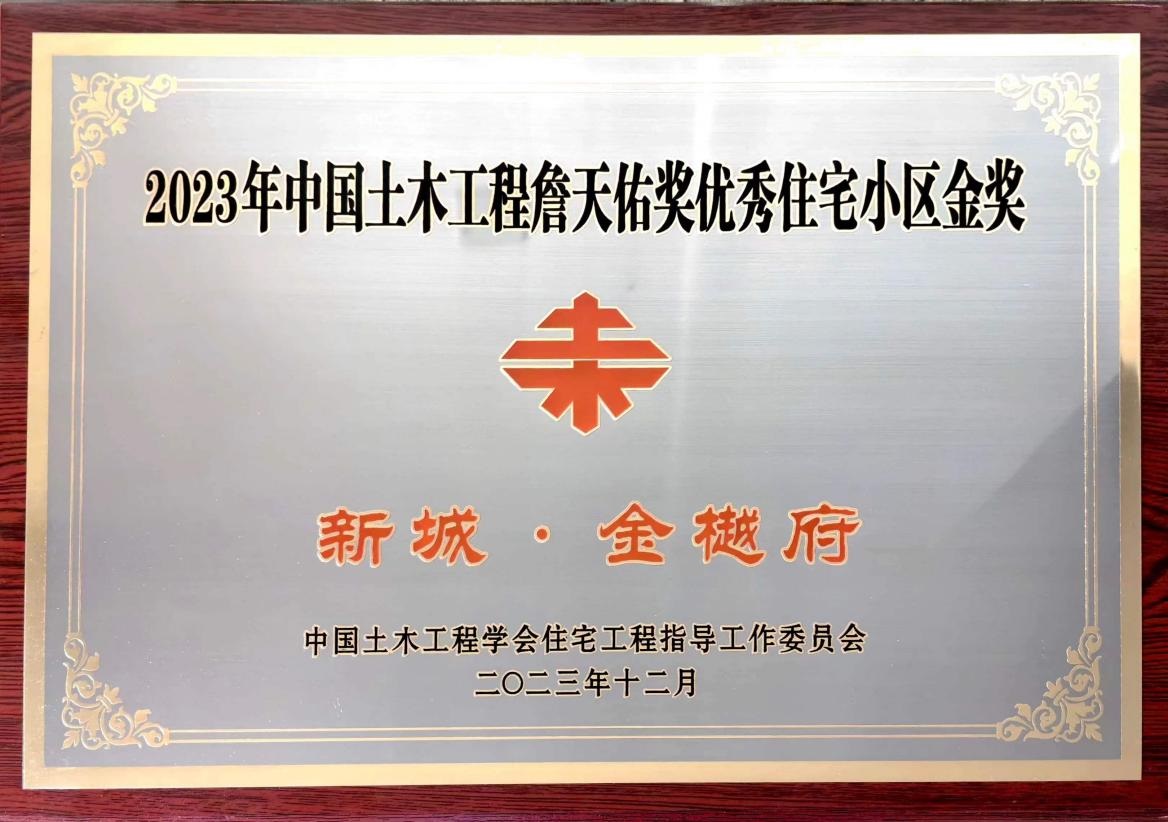 2023年中国土木工程詹天佑奖优秀住宅小区金奖
新城·金樾府
中国土木工程学会住宅工程指导工作委员会
二〇二三年十二月